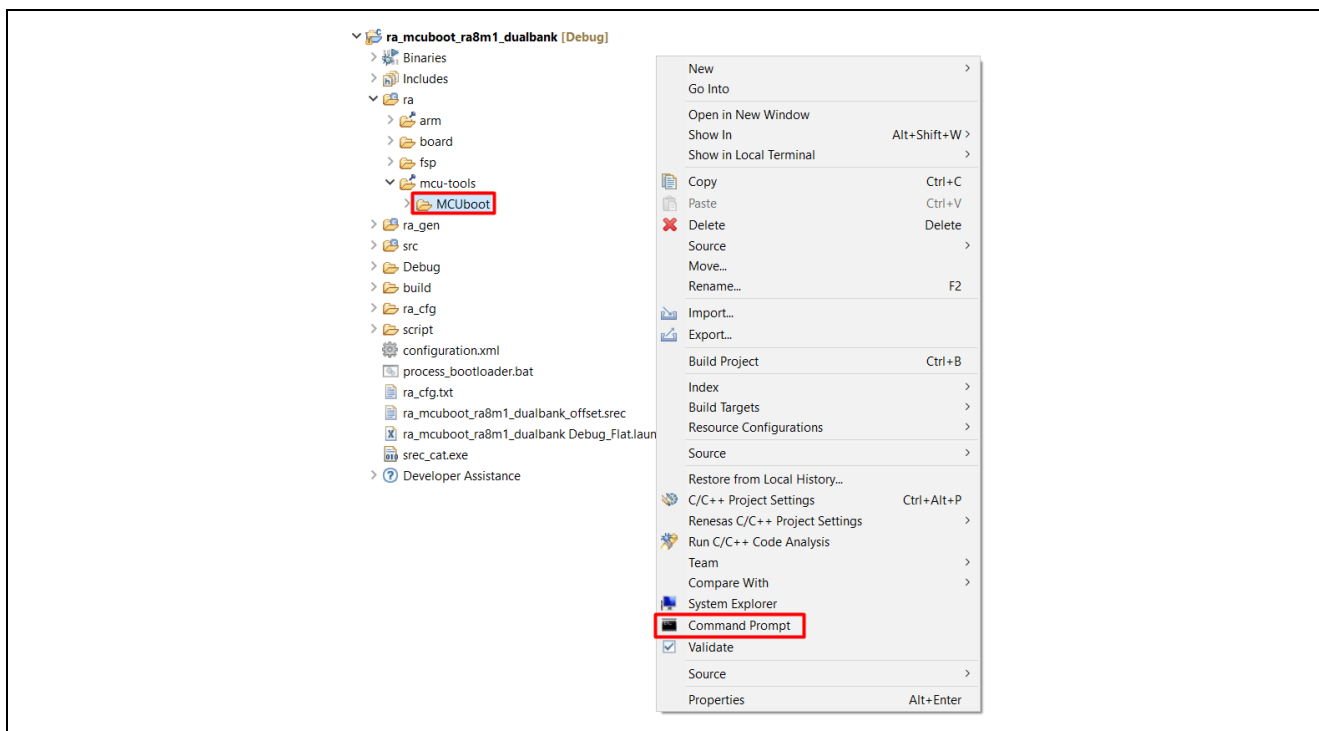 ra_mcuboot_ra8m1_dualbank [Debug]
Binaries
Includes
ra
arm
board
fsp
mcu-tools
MCUboot
ra_gen
src
Debug
build
ra_cfg
script
configuration.xml
process_bootloader.bat
ra_cfg.txt
ra_mcuboot_ra8m1_dualbank_offset.srec
ra_mcuboot_ra8m1_dualbank Debug_Flat.laun
srec_cat.exe
Developer Assistance
New
Go Into
Open in New Window
Show In Alt+Shift+W
Show in Local Terminal
Copy Ctrl+C
Paste Ctrl+V
Delete Delete
Source
Move...
Rename... F2
Import...
Export...
Build Project Ctrl+B
Index
Build Targets
Resource Configurations
Source
Restore from Local History...
C/C++ Project Settings Ctrl+Alt+P
Renesas C/C++ Project Settings
Run C/C++ Code Analysis
Team
Compare With
System Explorer
Command Prompt
Validate
Source
Properties Alt+Enter